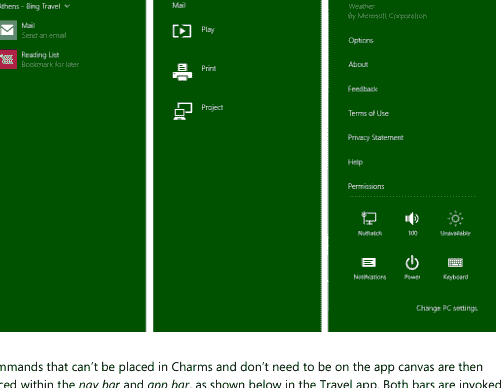 Athens - Bing Travel
Mail
Send an email
Reading List
Bookmark for later
Mail
Play
Print
Project
Weather
By Microsoft Corporation
Options
About
Feedback
Terms of Use
Privacy Statement
Help
Permissions
Nuthatch
100
Unavailable
Notifications
Power
Keyboard
Change PC settings
mmands that can't be placed in Charms and don't need to be on the app canvas are then
ced within the nav bar and app bar, as shown below in the Travel app. Both bars are invoked